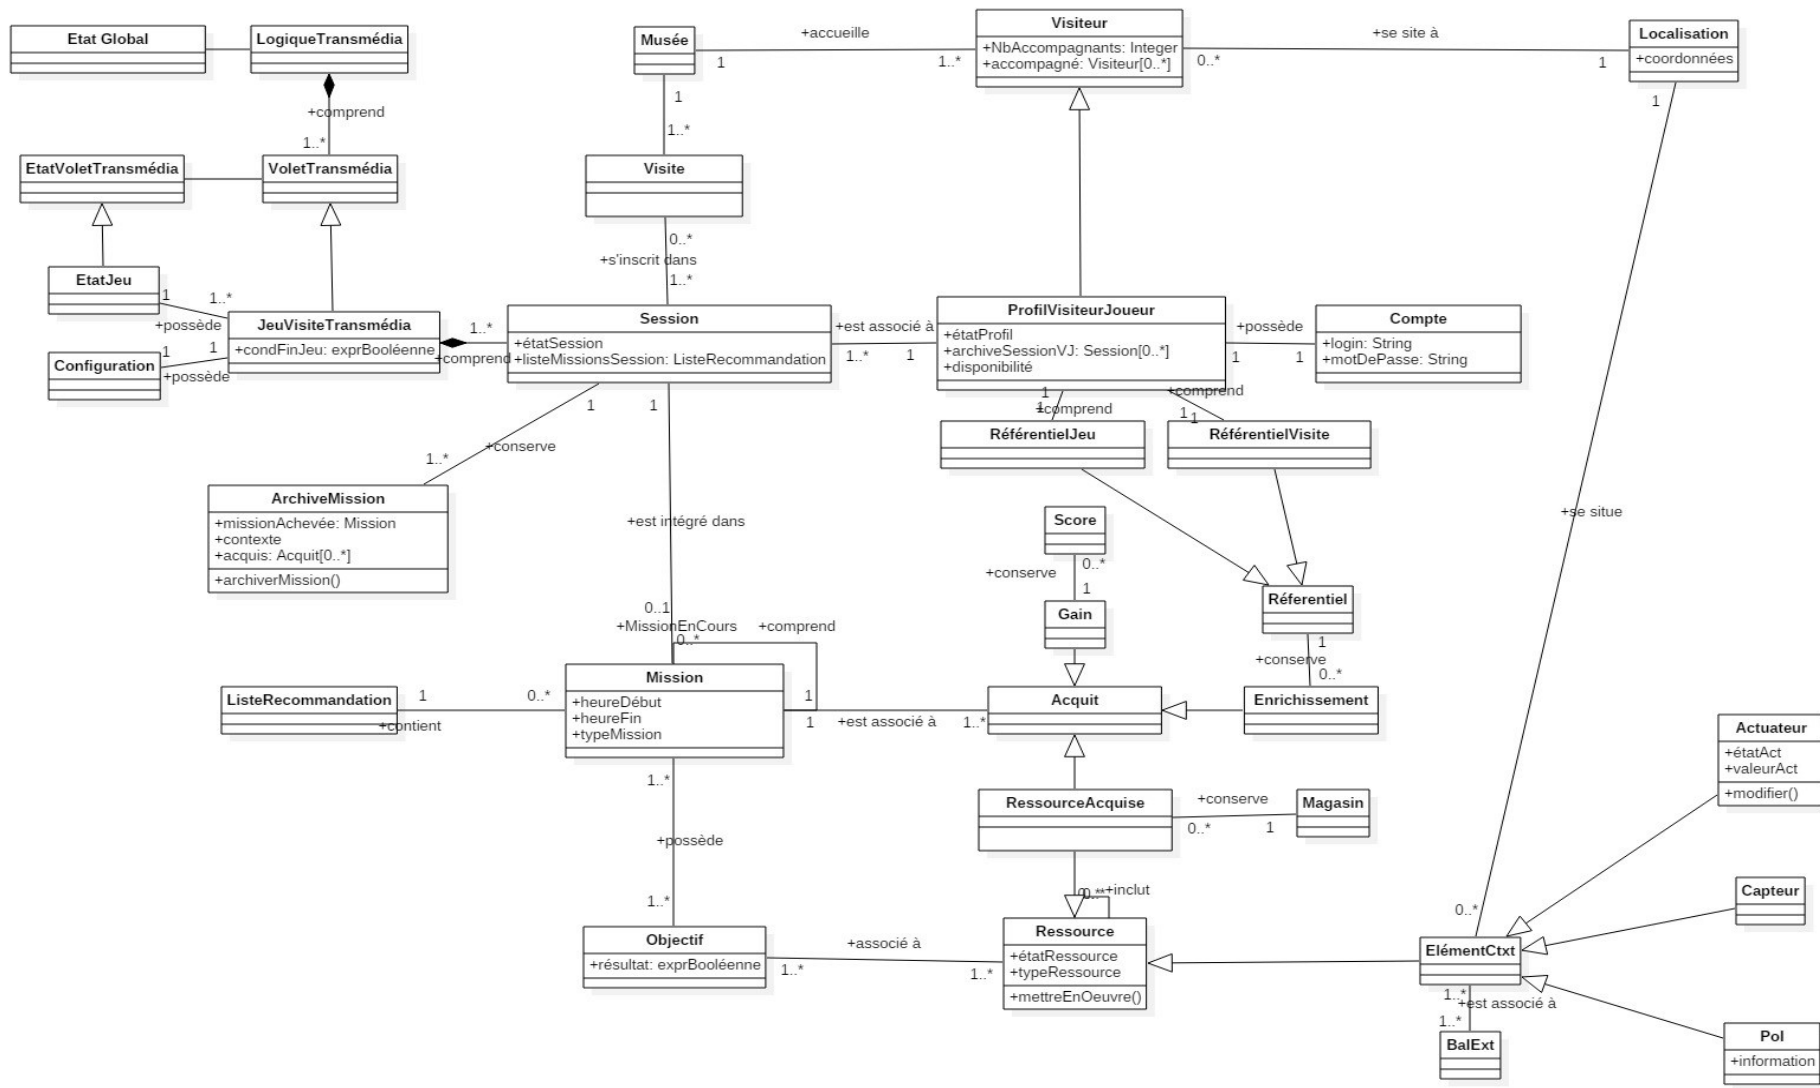 Etat Global
LogiqueTransmédia
+comprend
1..*
EtatVoletTransmédia
VoletTransmédia
EtatJeu
1
1..*
+possède
JeuVisiteTransmédia
+condFinJeu: exprBooléenne
Configuration
1
1
+possède
1..*
+comprend
Musée
1
+accueille
1..*
1
1..*
Visite
0..*
+s'inscrit dans
1..*
Session
+étatSession
+listeMissionsSession: ListeRecommandation
Visiteur
+NbAccompagnants: Integer
+accompagné: Visiteur[0..*]
0..*
+se site à
1
Localisation
+coordonnées
1
+est associé à
1..*
1
ProfilVisiteurJoueur
+étatProfil
+archiveSessionVJ: Session[0..*]
+disponibilité
+possède
1
1
Compte
+login: String
+motDePasse: String
1
1
+comprend
+comprend
1
1
RéférentielJeu
RéférentielVisite
1
1
+conserve
1..*
ArchiveMission
+missionAchevée: Mission
+contexte
+acquis: Acquit[0..*]
+archiverMission()
+est intégré dans
0..1
+MissionEnCours
0..*
+comprend
1
Score
+conserve
0..*
1
Gain
Réferentiel
1
+conserve
0..*
+se situe
ListeRecommandation
1
0..*
+contient
Mission
+heureDébut
+heureFin
+typeMission
1
+est associé à
1..*
Acquit
Enrichissement
RessourceAcquise
+conserve
0..*
1
Magasin
Actuateur
+étatAct
+valeurAct
+modifier()
1..*
+possède
1..*
Objectif
+résultat: exprBooléenne
+associé à
1..*
1..*
+inclut
Ressource
+étatRessource
+typeRessource
+mettreEnOeuvre()
Capteur
0..*
ElémentCtxt
1..*
+est associé à
1..*
BalExt
PoI
+information